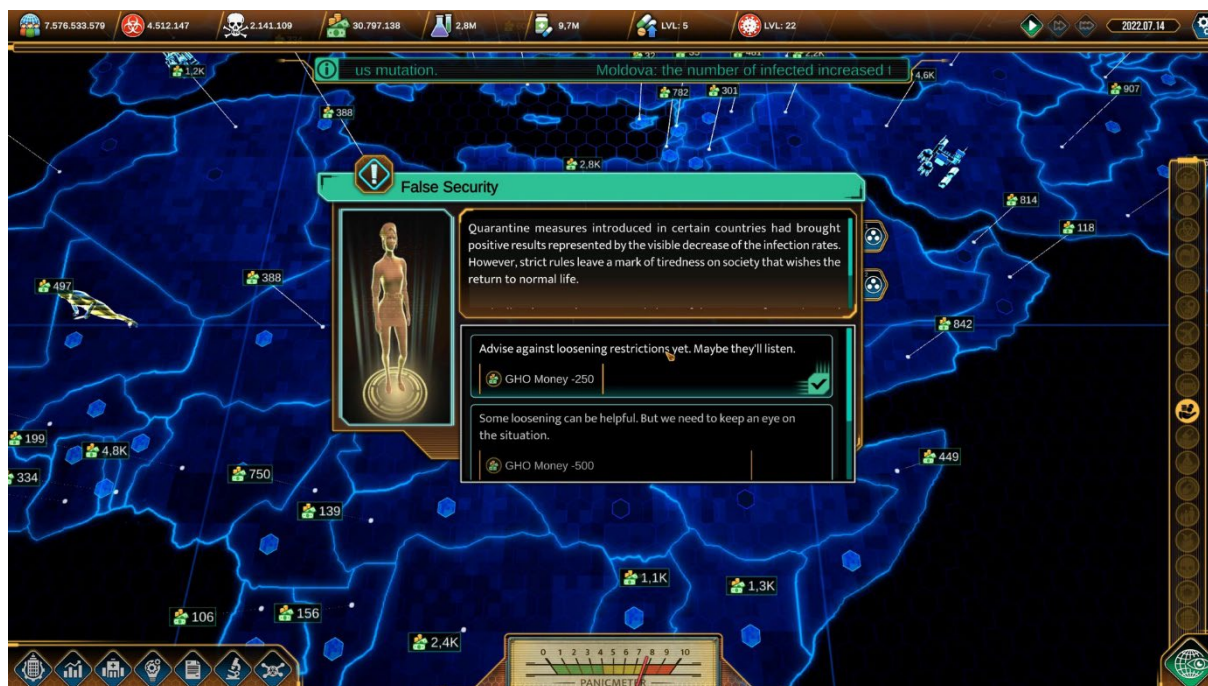 7.576.533.579 4.512.147 2.141.109 30.797.138 2,8M 9,7M LVL: 5 LVL: 22 2022.07.14
us mutation. Moldova: the number of infected increased
1,2K
4,6K
388
782
301
907
2,8K
False Security
Quarantine measures introduced in certain countries had brought
positive results represented by the visible decrease of the infection rates.
However, strict rules leave a mark of tiredness on society that wishes the
return to normal life.
814
118
388
497
842
Advise against loosening restrictions yet. Maybe they'll listen.
GHO Money -250
Some loosening can be helpful. But we need to keep an eye on
the situation.
GHO Money -500
199
4,8K
750
334
449
139
1,1K
1,3K
106
156
2,4K
0 1 2 3 4 5 6 7 8 9 10
PANICMETER